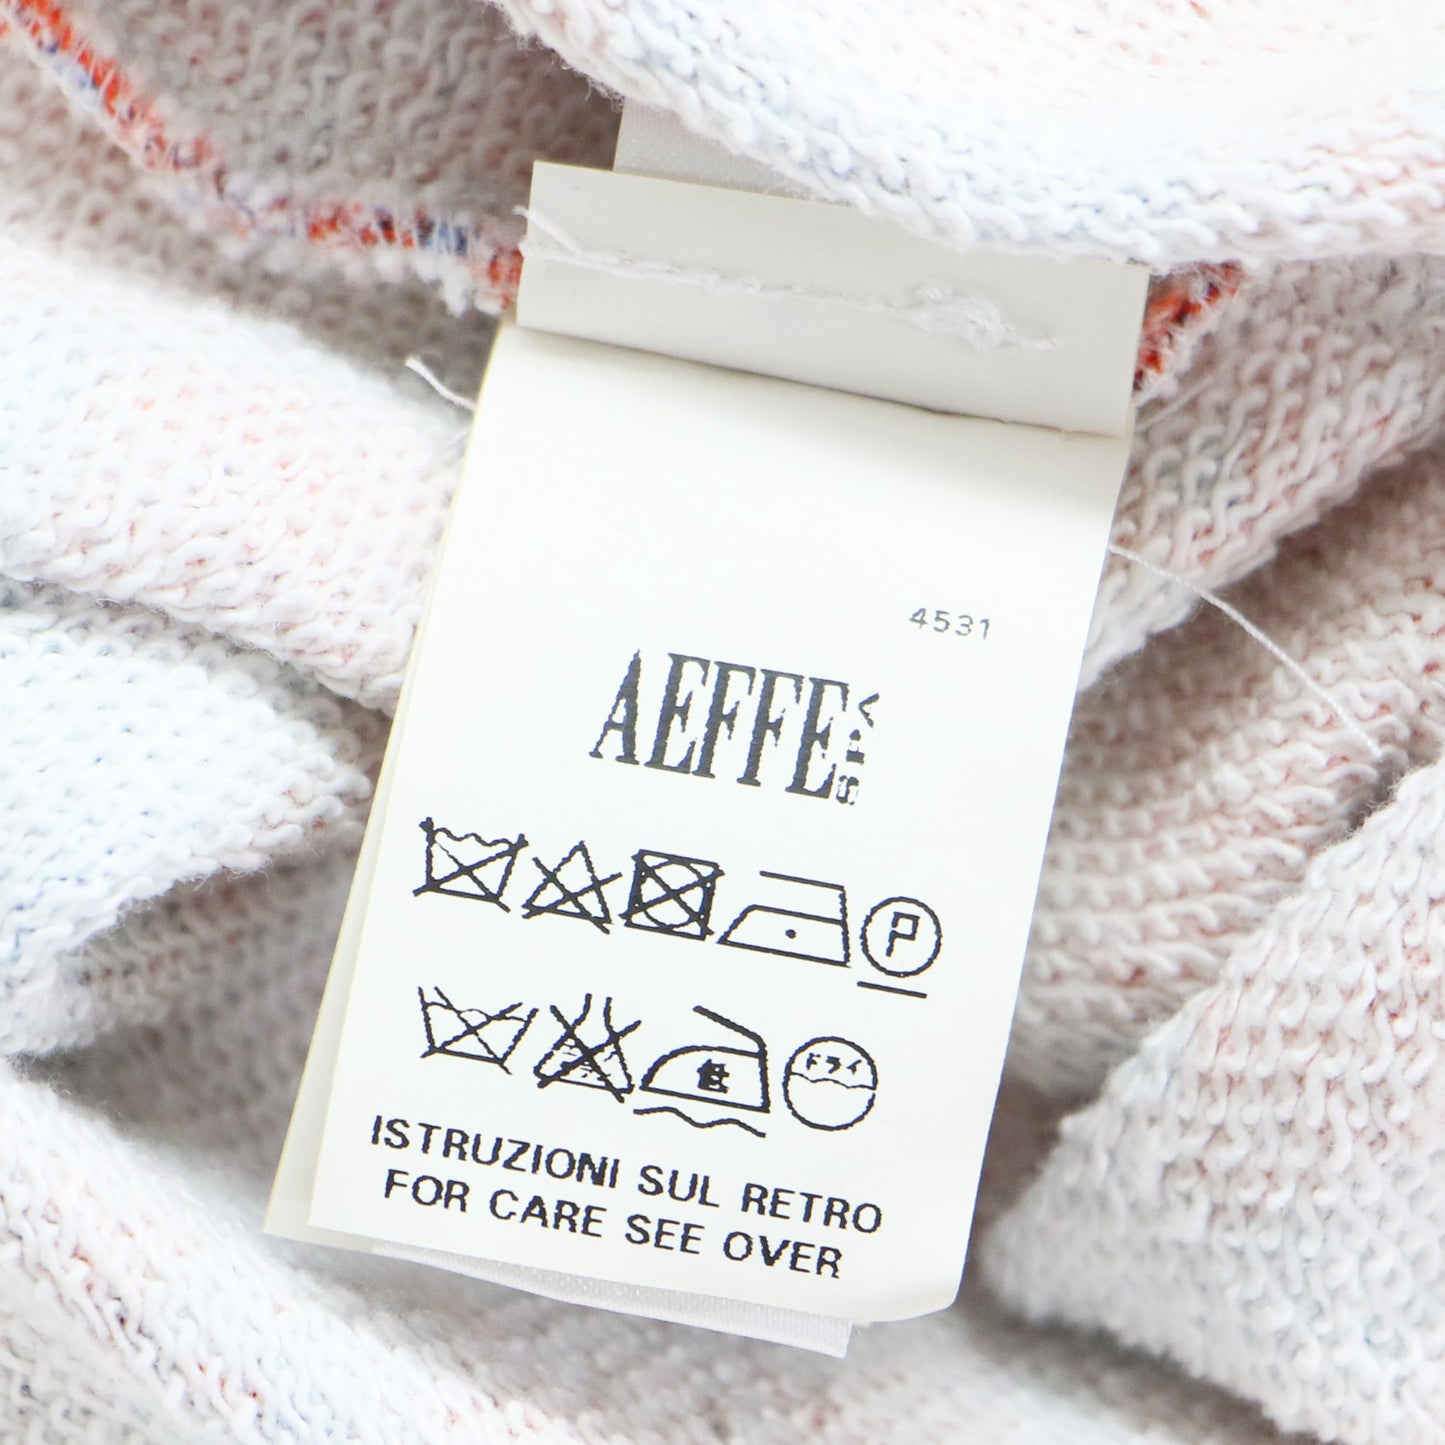 4531
AEFFE SPA
P
ドライ
ISTRUZIONI SUL RETRO
FOR CARE SEE OVER